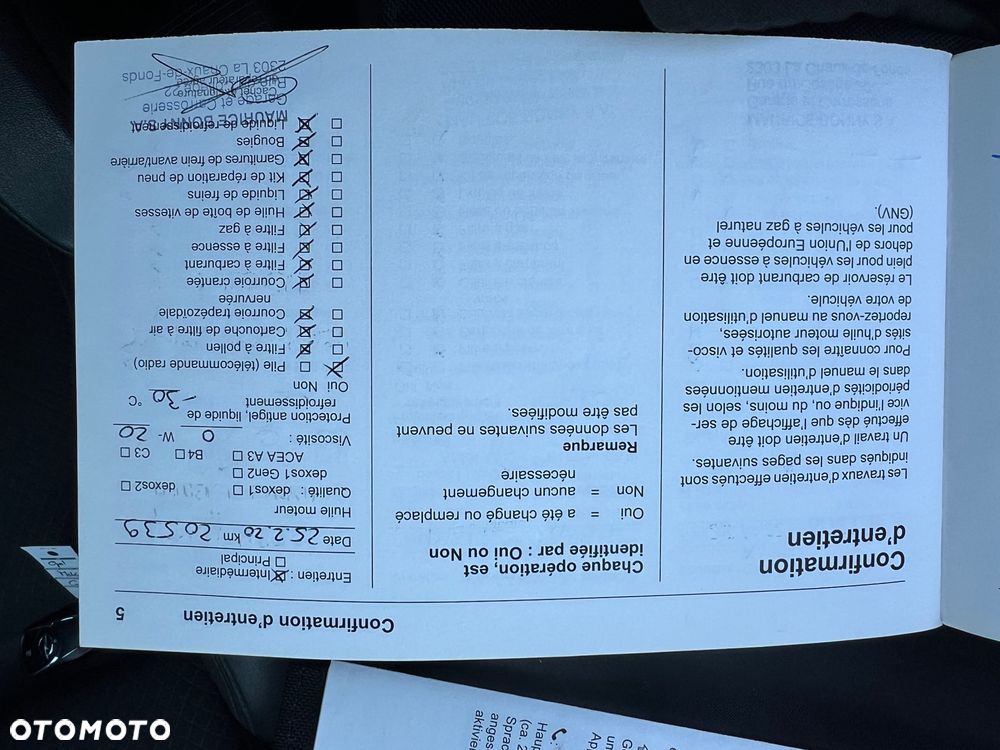 Confirmation d'entretien 5
Confirmation
d'entretien
Les travaux d'entretien effectués sont
indiqués dans les pages suivantes.
Un travail d'entretien doit être
effectué dès que l'affichage de ser-
vice l'indique ou, du moins, selon les
périodicités d'entretien mentionnées
dans le manuel d'utilisation.
Pour connaître les qualités et visco-
sités d'huile moteur autorisées,
reportez-vous au manuel d'utilisation
de votre véhicule.
Le réservoir de carburant doit être
plein pour les véhicules à essence en
dehors de l'Union Européenne et
pour les véhicules à gaz naturel
(GNV).
Chaque opération, est
identifiée par : Oui ou Non
Oui = a été changé ou remplacé
Non = aucun changement
nécessaire
Remarque
Les données suivantes ne peuvent
pas être modifiées.
Entretien : Intermédiaire
Principal
Date 25.2.20 km 20539
Huile moteur
Qualité : dexos1 dexos2
dexos1 Gen2
ACEA A3 B4 C3
Viscosité : 0 W- 20
Protection antigel, liquide de
refroidissement -30 °C
Oui Non
Pile (télécommande radio)
Filtre à pollen
Cartouche de filtre à air
Courroie trapézoïdale
nervurée
Courroie crantée
Filtre à carburant
Filtre à essence
Filtre à gaz
Huile de boîte de vitesses
Liquide de freins
Kit de réparation de pneu
Garnitures de frein avant/arrière
Bougies
Liquide de refroidissement
MAURICE BONNY S.A.
Garage et Carrosserie
Cachet signature
Réparateur agréé
2303 La Chaux-de-Fonds
OTOMOTO